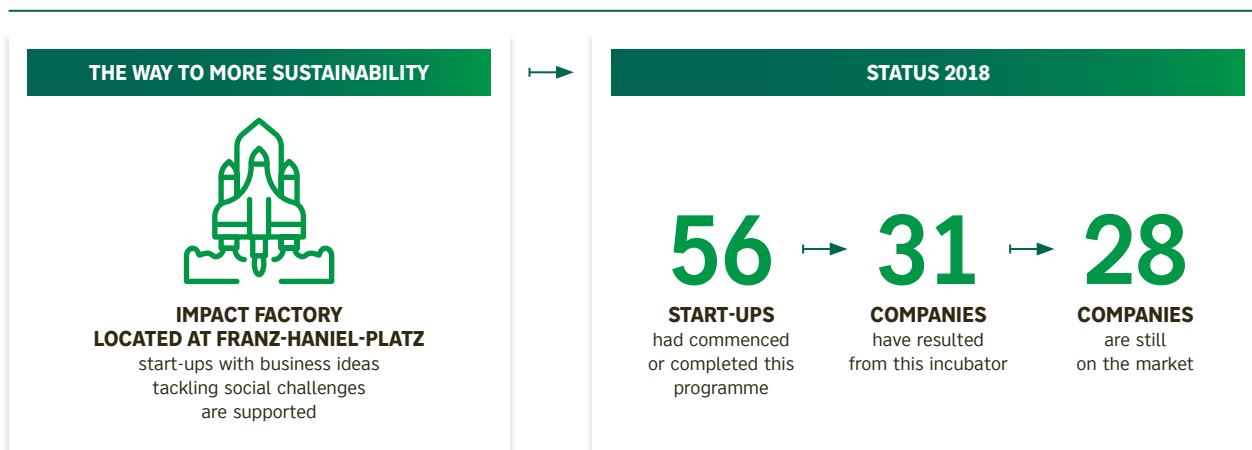 THE WAY TO MORE SUSTAINABILITY
IMPACT FACTORY
LOCATED AT FRANZ-HANIEL-PLATZ
start-ups with business ideas
tackling social challenges
are supported
STATUS 2018
56
START-UPS
had commenced
or completed this
programme
31
COMPANIES
have resulted
from this incubator
28
COMPANIES
are still
on the market